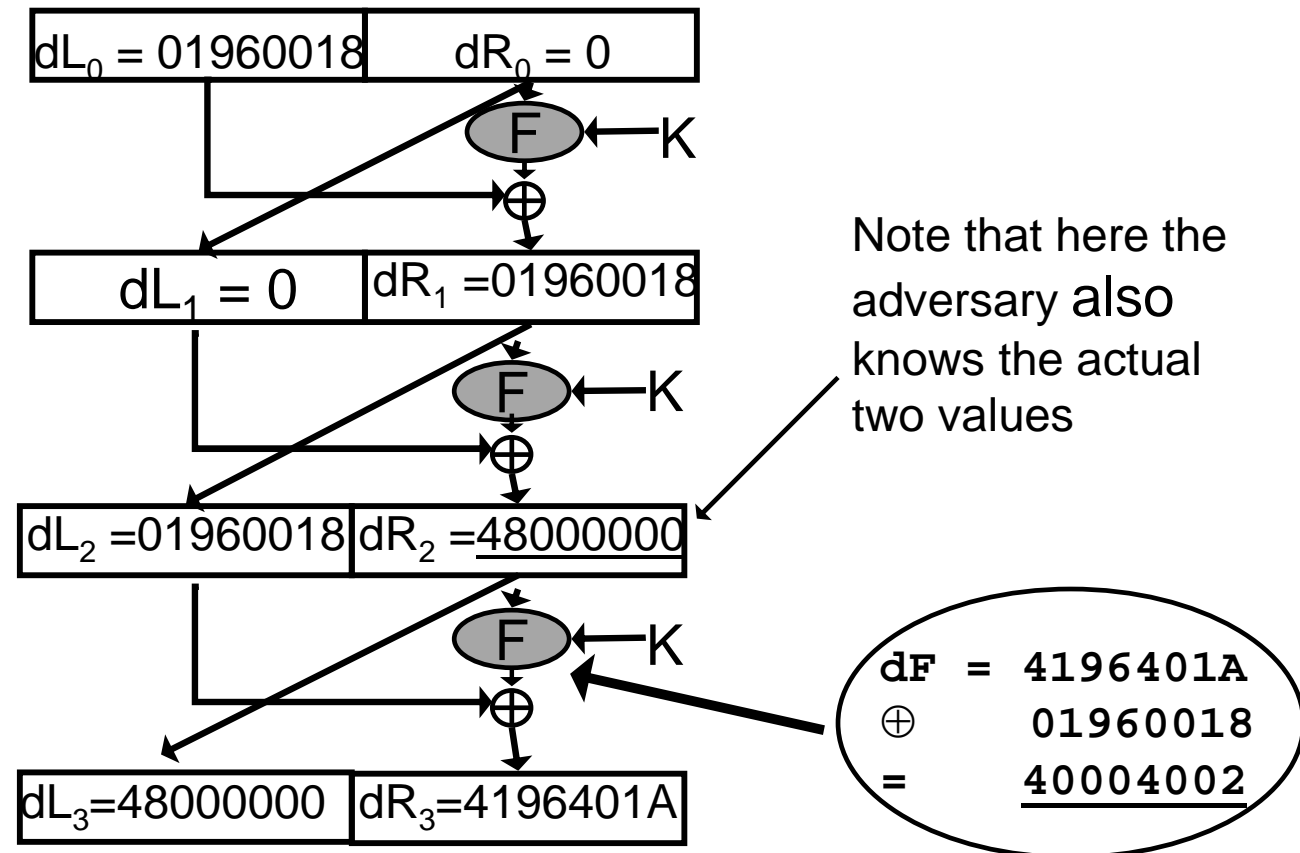 dL₀ = 01960018 dR₀ = 0
F K
⊕
dL₁ = 0 dR₁ =01960018
Note that here the
adversary also
knows the actual
two values
F K
⊕
dL₂ =01960018 dR₂ =48000000
F K
⊕
dF = 4196401A
⊕ 01960018
= 40004002
dL₃=48000000 dR₃=4196401A